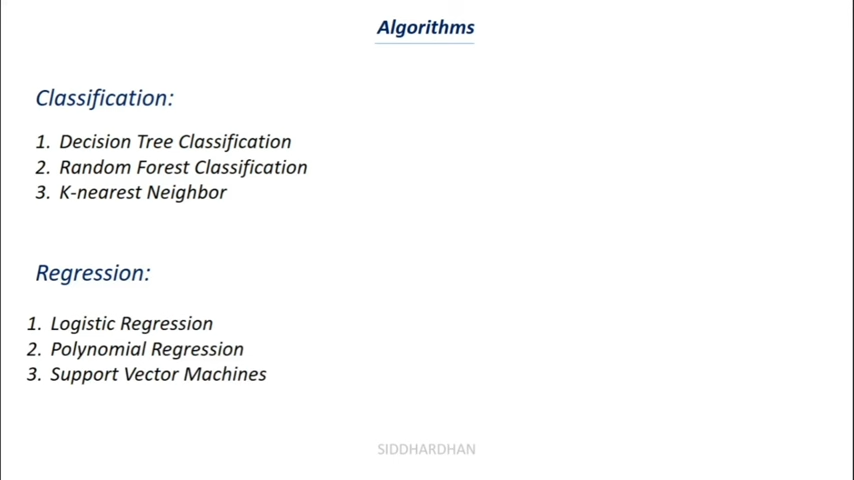 Algorithms
Classification:
1. Decision Tree Classification
2. Random Forest Classification
3. K-nearest Neighbor
Regression:
1. Logistic Regression
2. Polynomial Regression
3. Support Vector Machines
SIDDHARDHAN